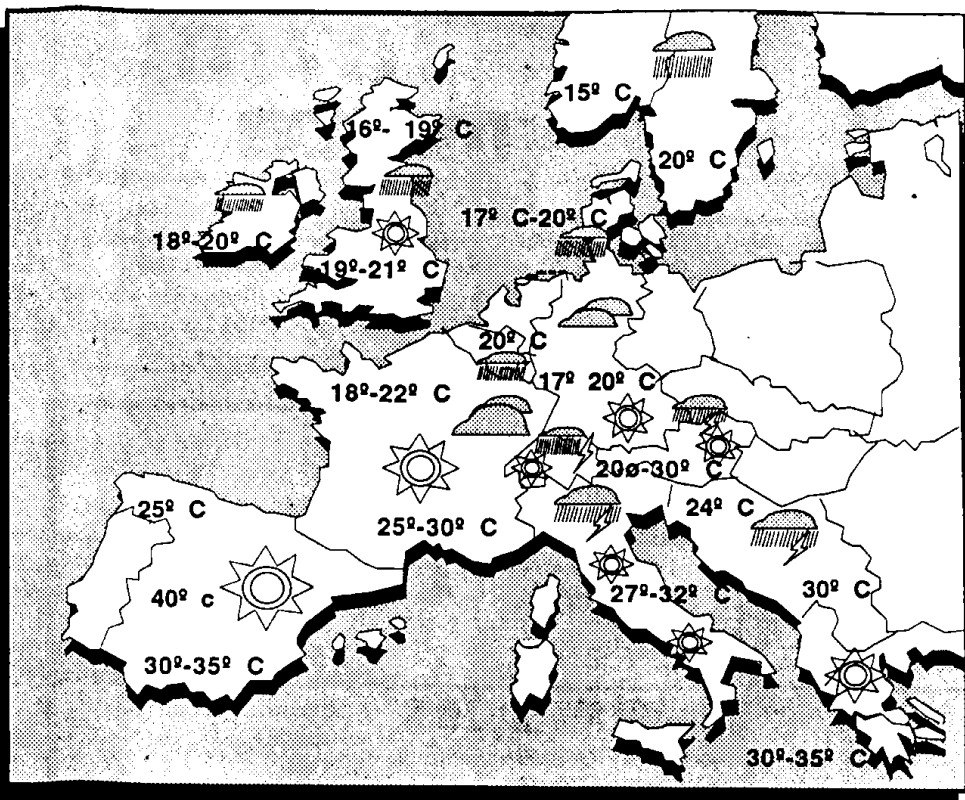 15º C
16º- 19º C
20º C
17º C-20º C
18º-20º C
19º-21º C
20º C
17º 20º C
18º-22º C
20ø-30º C
25º C
24º C
25º-30º C
40º c
27º-32º C
30º C
30º-35º C
30º-35º C